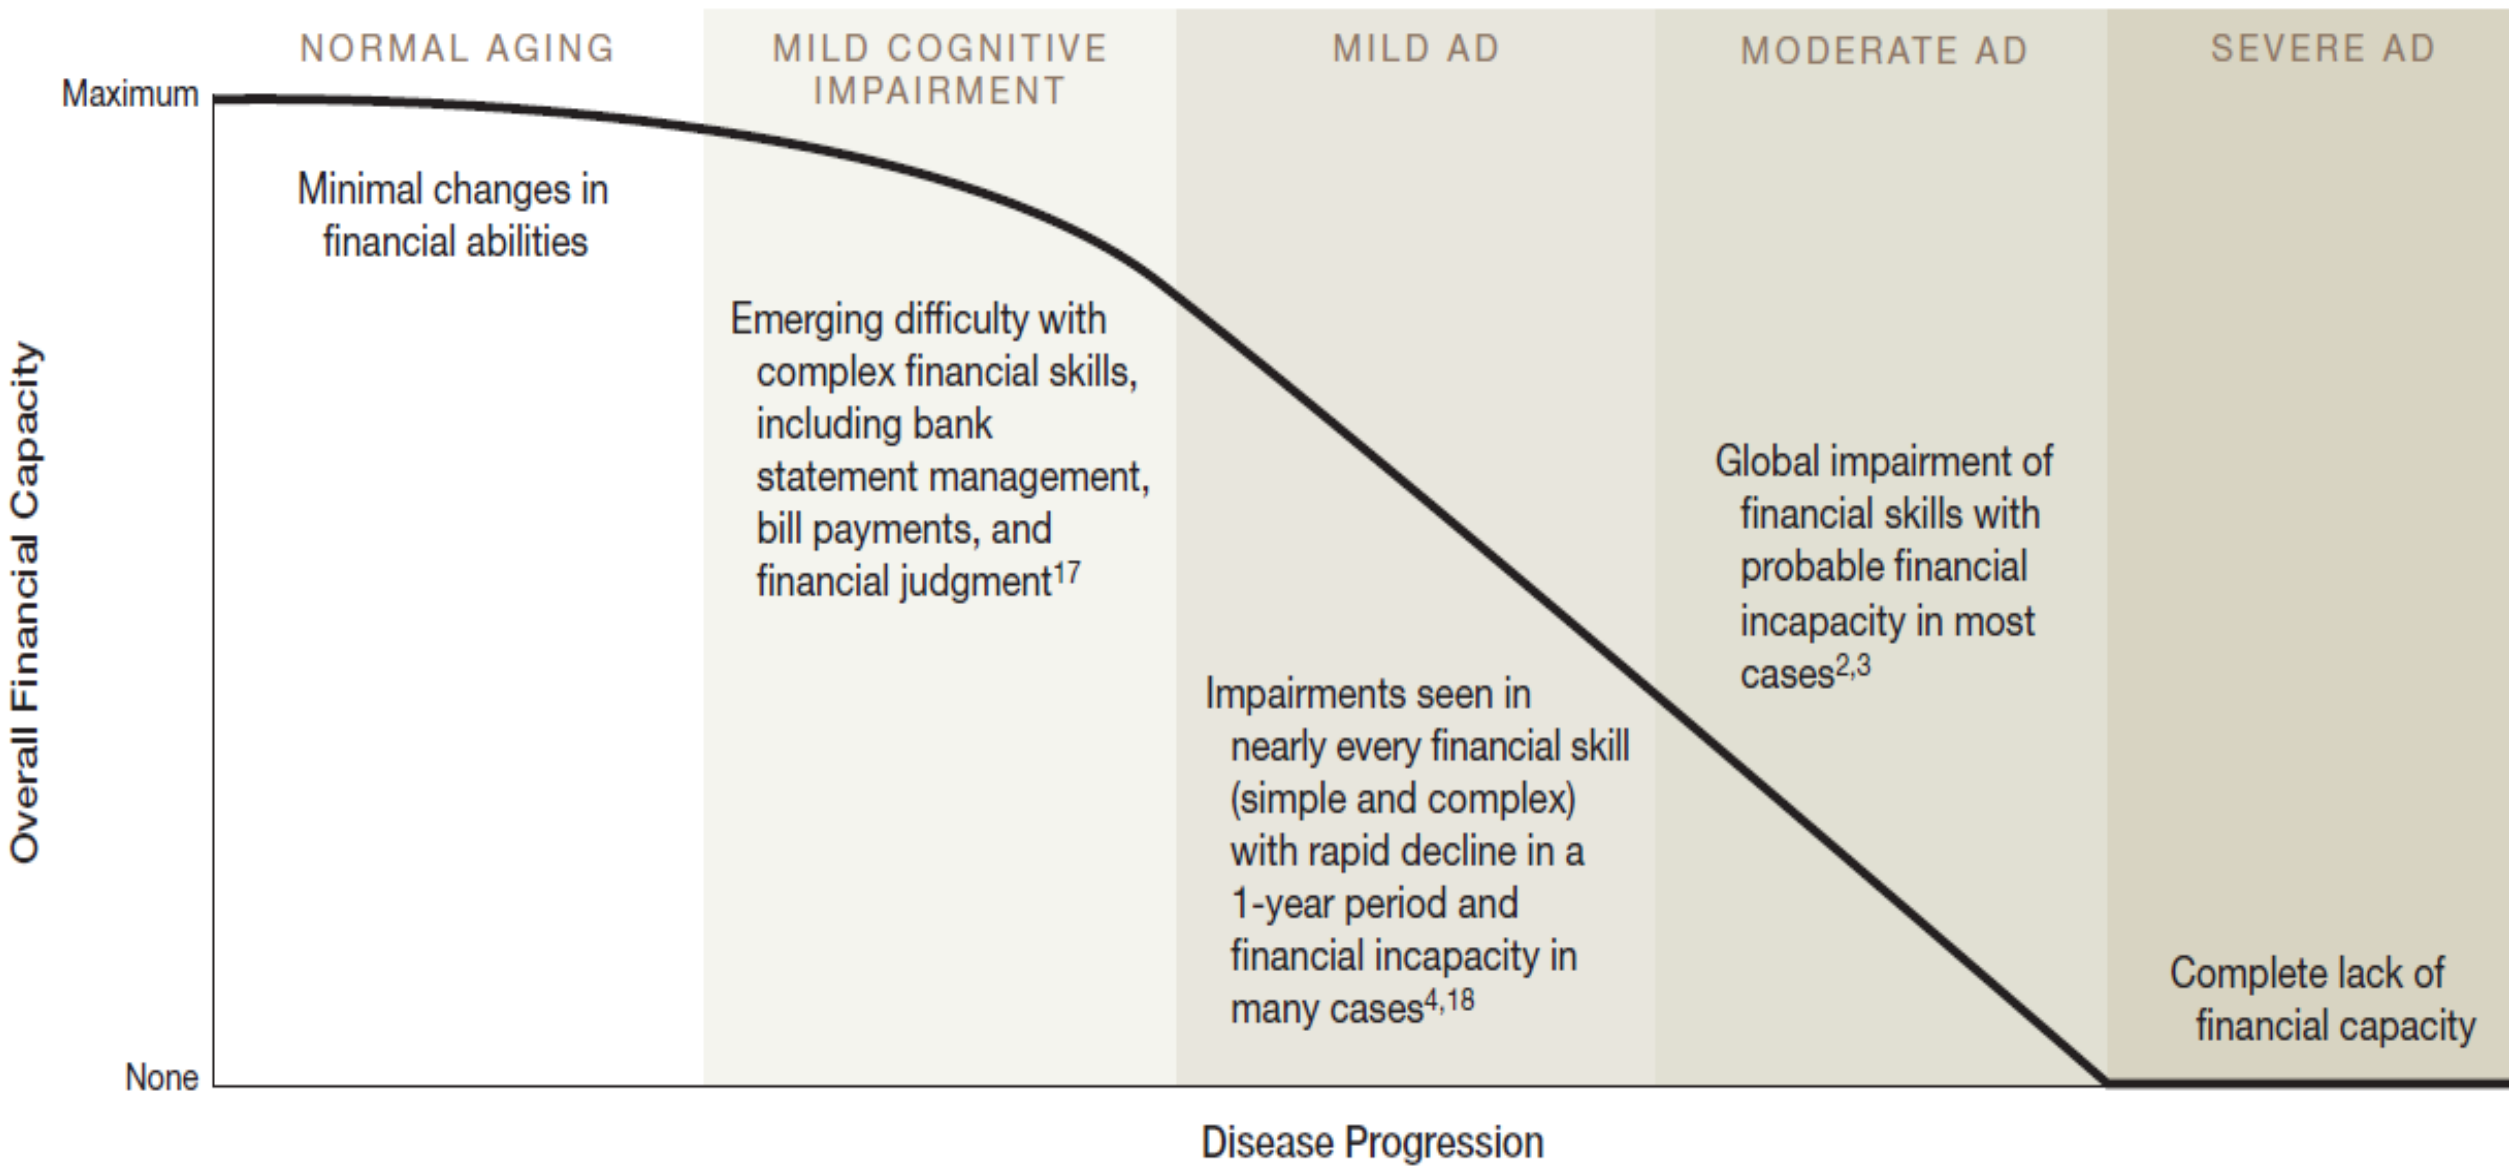 NORMAL AGING
MILD COGNITIVE
IMPAIRMENT
MILD AD
MODERATE AD
SEVERE AD
Maximum
Minimal changes in
financial abilities
Emerging difficulty with
complex financial skills,
including bank
statement management,
bill payments, and
financial judgment17
Impairments seen in
nearly every financial skill
(simple and complex)
with rapid decline in a
1-year period and
financial incapacity in
many cases4,18
Global impairment of
financial skills with
probable financial
incapacity in most
cases2,3
Complete lack of
financial capacity
Overall Financial Capacity
None
Disease Progression